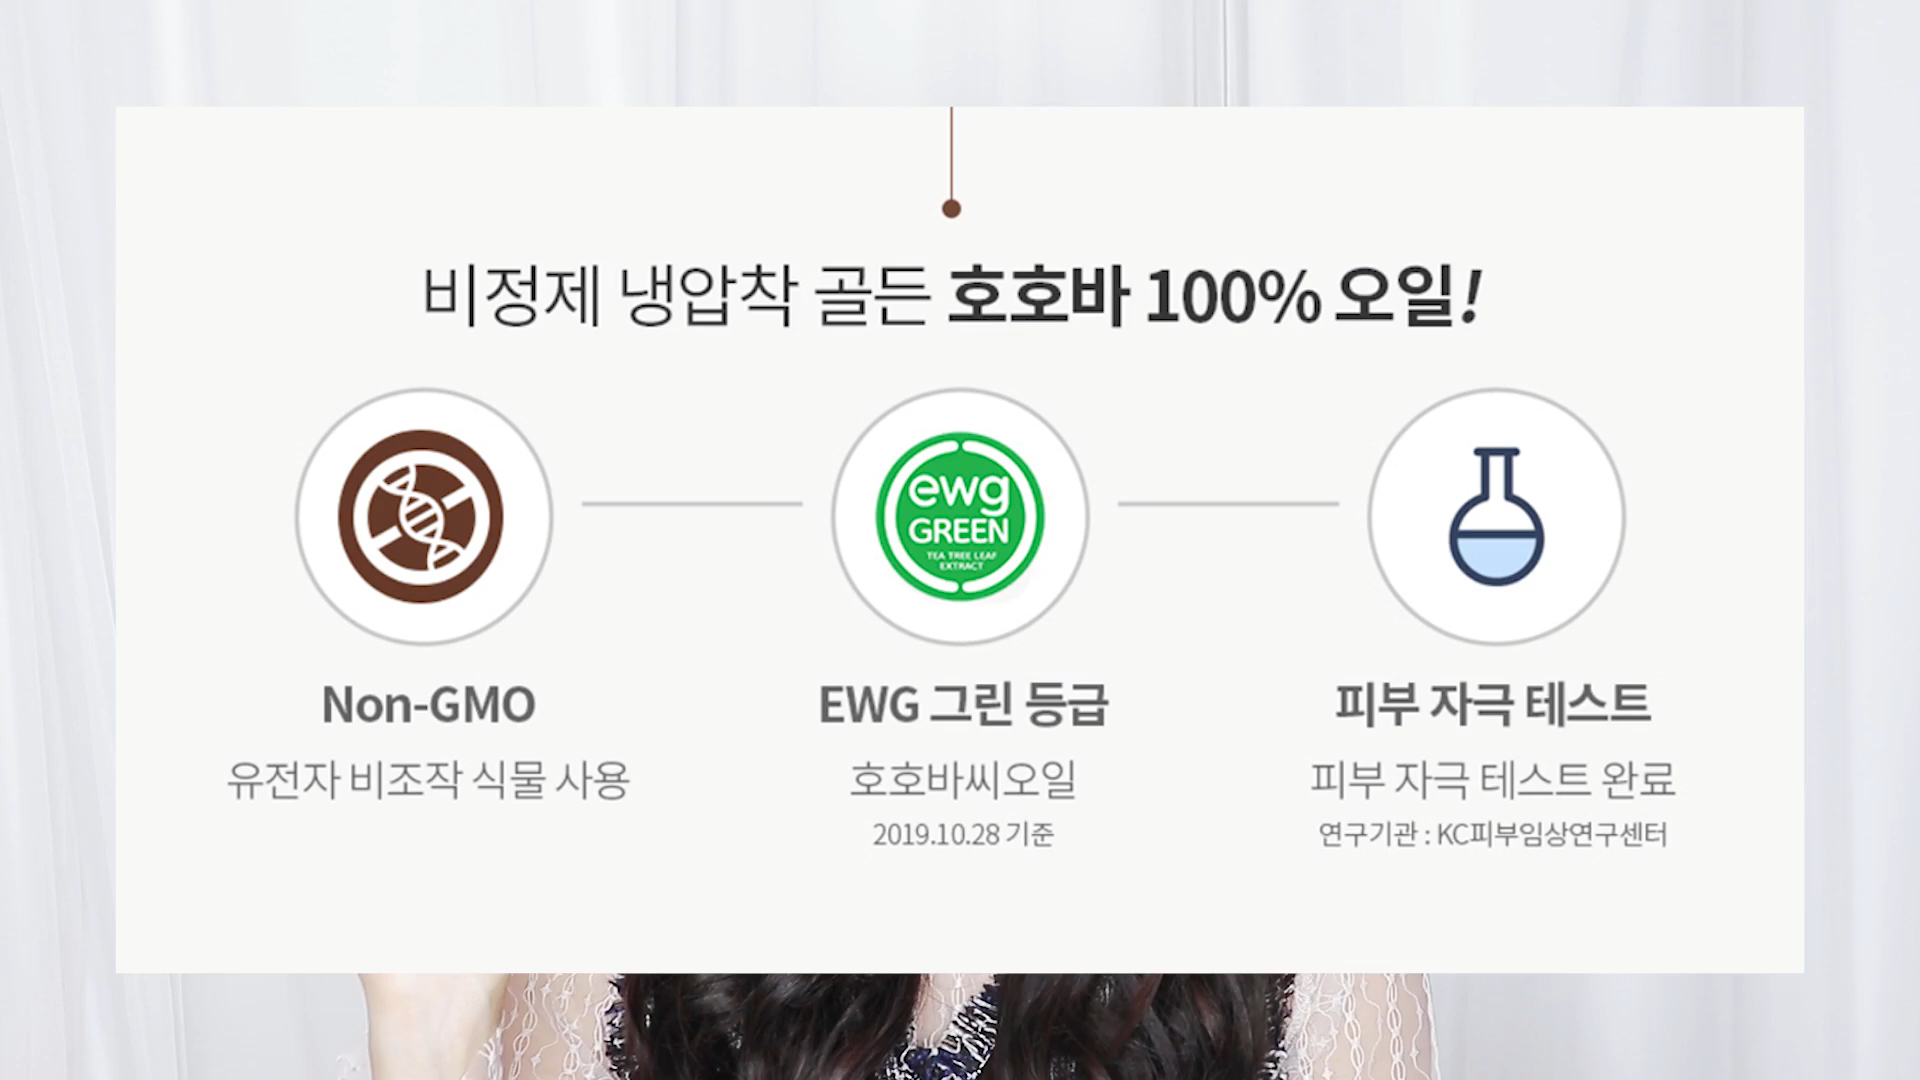 비정제 냉압착 골든 호호바 100% 오일!
ewg
GREEN
TEA TREE LEAF
EXTRACT
Non-GMO
유전자 비조작 식물 사용
EWG 그린 등급
호호바씨오일
2019.10.28 기준
피부 자극 테스트
피부 자극 테스트 완료
연구기관 : KC피부임상연구센터